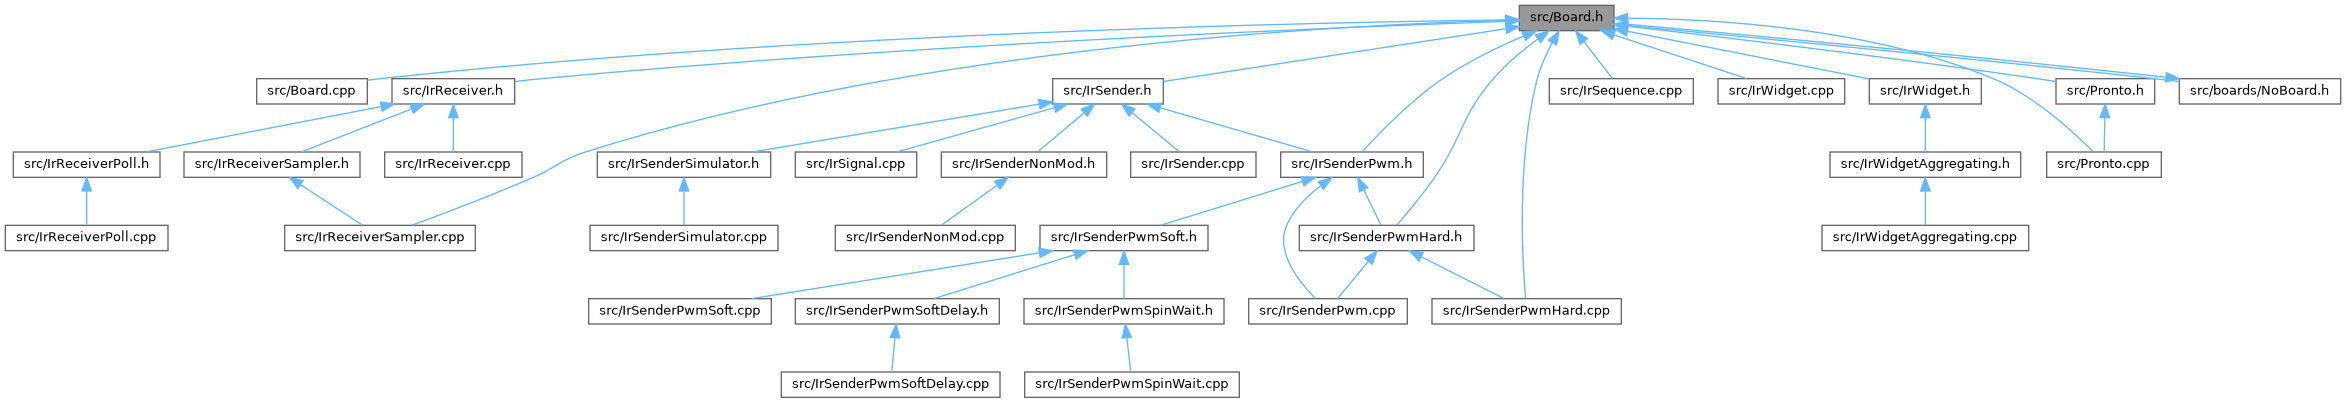 src/Board.h
src/Board.cpp
src/IrReceiver.h
src/IrSender.h
src/IrSequence.cpp
src/IrWidget.cpp
src/IrWidget.h
src/Pronto.h
src/boards/NoBoard.h
src/IrReceiverPoll.h
src/IrReceiverSampler.h
src/IrReceiver.cpp
src/IrSenderSimulator.h
src/IrSignal.cpp
src/IrSenderNonMod.h
src/IrSender.cpp
src/IrSenderPwm.h
src/IrWidgetAggregating.h
src/Pronto.cpp
src/IrReceiverPoll.cpp
src/IrReceiverSampler.cpp
src/IrSenderSimulator.cpp
src/IrSenderNonMod.cpp
src/IrSenderPwmSoft.h
src/IrSenderPwmHard.h
src/IrWidgetAggregating.cpp
src/IrSenderPwmSoft.cpp
src/IrSenderPwmSoftDelay.h
src/IrSenderPwmSpinWait.h
src/IrSenderPwm.cpp
src/IrSenderPwmHard.cpp
src/IrSenderPwmSoftDelay.cpp
src/IrSenderPwmSpinWait.cpp